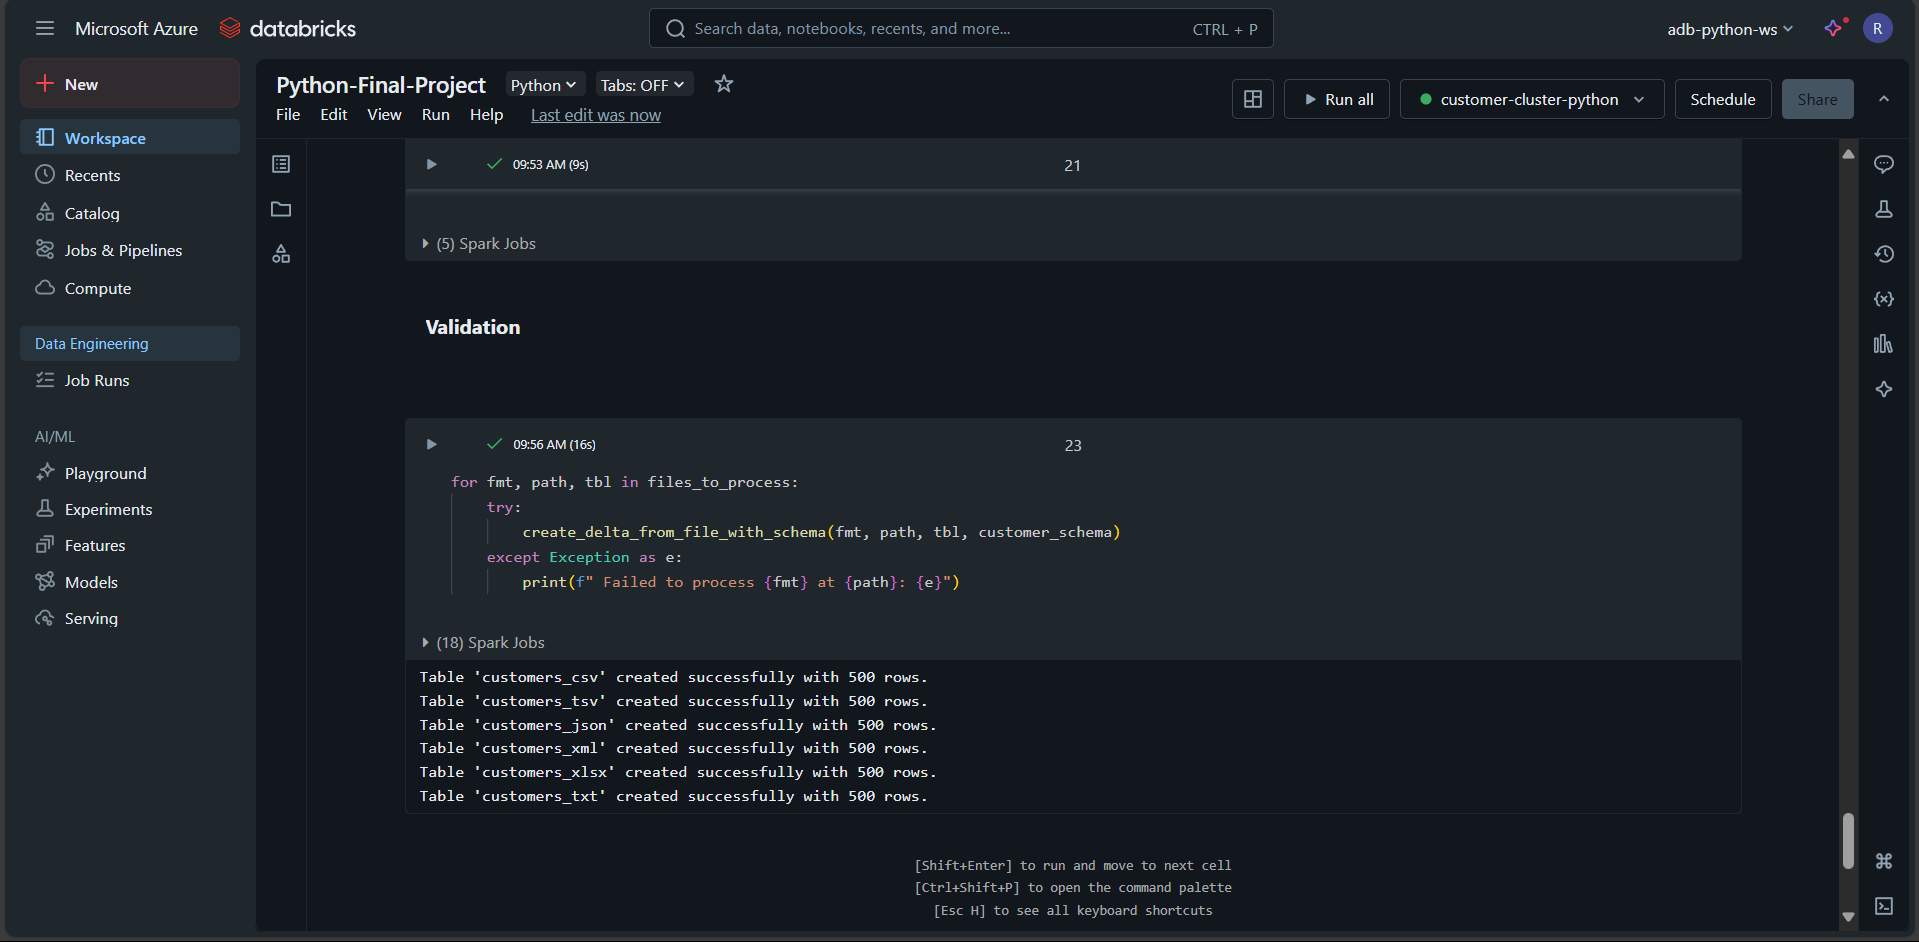 Microsoft Azure databricks
Search data, notebooks, recents, and more... CTRL + P
adb-python-ws
R
New
Workspace
Recents
Catalog
Jobs & Pipelines
Compute
Data Engineering
Job Runs
AI/ML
Playground
Experiments
Features
Models
Serving
Python-Final-Project Python Tabs: OFF
File Edit View Run Help Last edit was now
Run all customer-cluster-python Schedule Share
09:53 AM (9s) 21
(5) Spark Jobs
Validation
09:56 AM (16s) 23
for fmt, path, tbl in files_to_process:
try:
create_delta_from_file_with_schema(fmt, path, tbl, customer_schema)
except Exception as e:
print(f" Failed to process {fmt} at {path}: {e}")
(18) Spark Jobs
Table 'customers_csv' created successfully with 500 rows.
Table 'customers_tsv' created successfully with 500 rows.
Table 'customers_json' created successfully with 500 rows.
Table 'customers_xml' created successfully with 500 rows.
Table 'customers_xlsx' created successfully with 500 rows.
Table 'customers_txt' created successfully with 500 rows.
[Shift+Enter] to run and move to next cell
[Ctrl+Shift+P] to open the command palette
[Esc H] to see all keyboard shortcuts